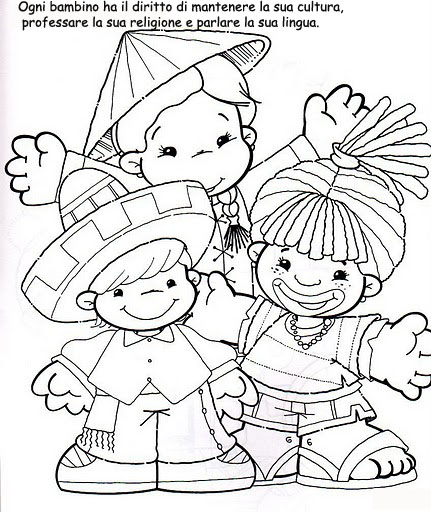 Ogni bambino ha il diritto di mantenere la sua cultura,
professare la sua religione e parlare la sua lingua.